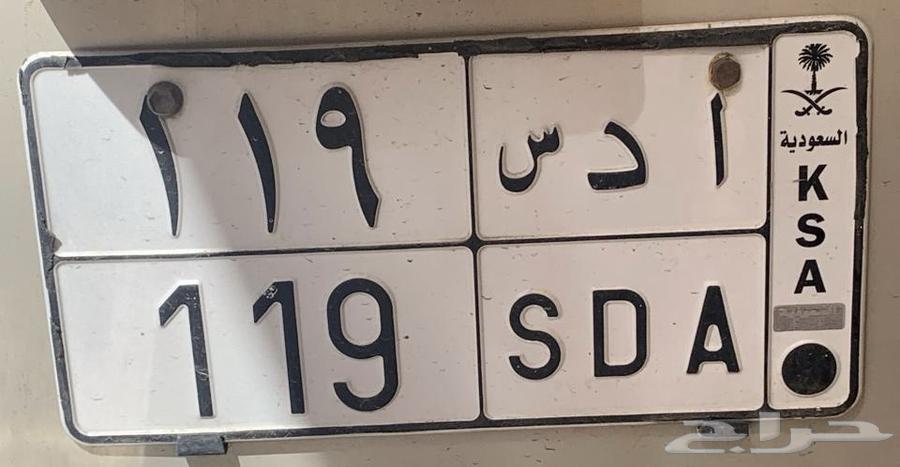 ١١٩ ا د س
119 SDA
السعودية
K
S
A
حراج